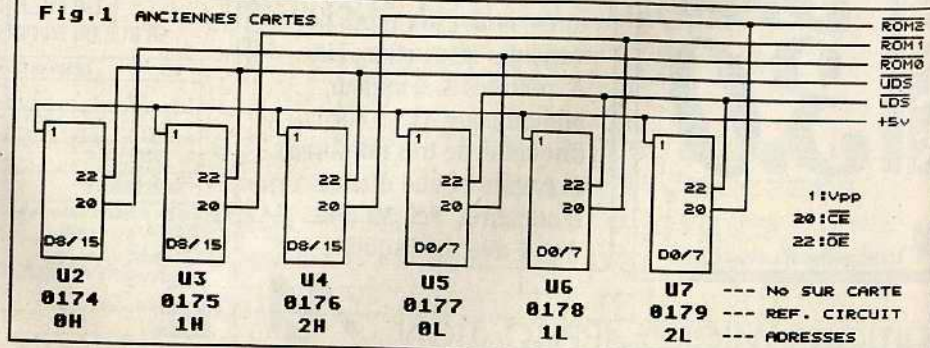 Fig.1 ANCIENNES CARTES
ROM2
ROM1
ROM0
UDS
LDS
+5v
1 1 1 1 1 1
22 22 22 22 22 22
20 20 20 20 20 20
D8/15 D8/15 D8/15 D0/7 D0/7 D0/7
1:Vpp
20:CE
22:OE
U2 U3 U4 U5 U6 U7 --- No SUR CARTE
0174 0175 0176 0177 0178 0179 --- REF. CIRCUIT
0H 1H 2H 0L 1L 2L --- ADRESSES